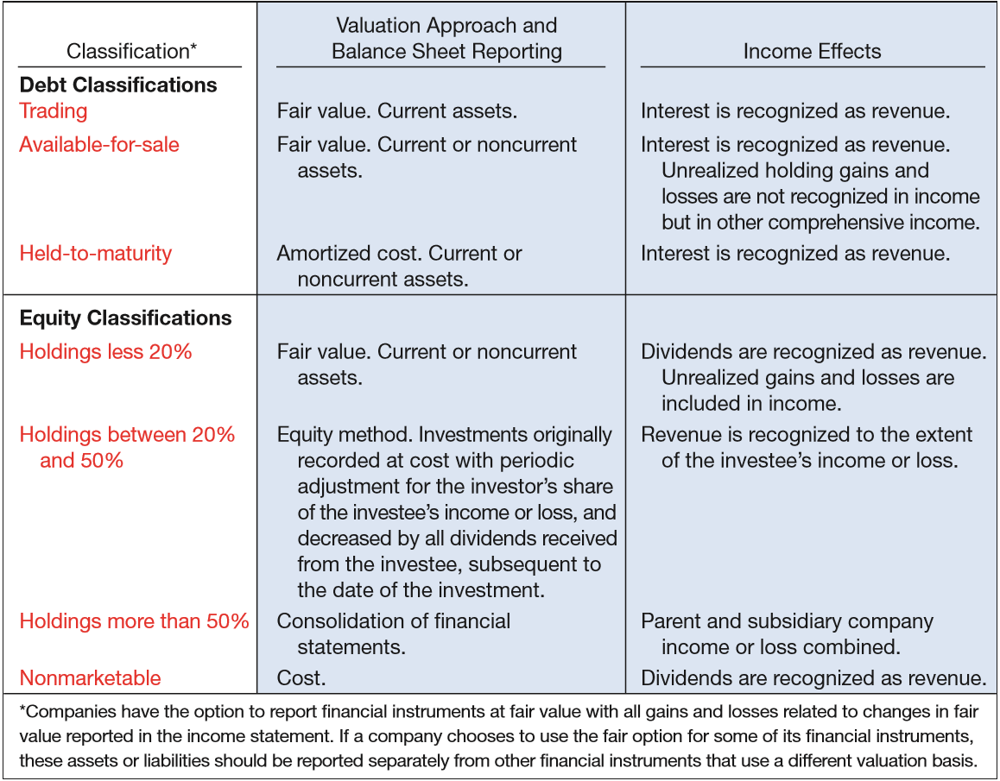 Classification*
Valuation Approach and
Balance Sheet Reporting
Income Effects
Debt Classifications
Trading
Fair value. Current assets.
Interest is recognized as revenue.
Available-for-sale
Fair value. Current or noncurrent
assets.
Interest is recognized as revenue.
Unrealized holding gains and
losses are not recognized in income
but in other comprehensive income.
Held-to-maturity
Amortized cost. Current or
noncurrent assets.
Interest is recognized as revenue.
Equity Classifications
Holdings less 20%
Fair value. Current or noncurrent
assets.
Dividends are recognized as revenue.
Unrealized gains and losses are
included in income.
Holdings between 20%
and 50%
Equity method. Investments originally
recorded at cost with periodic
adjustment for the investor's share
of the investee's income or loss, and
decreased by all dividends received
from the investee, subsequent to
the date of the investment.
Revenue is recognized to the extent
of the investee's income or loss.
Holdings more than 50%
Consolidation of financial
statements.
Parent and subsidiary company
income or loss combined.
Nonmarketable
Cost.
Dividends are recognized as revenue.
*Companies have the option to report financial instruments at fair value with all gains and losses related to changes in fair
value reported in the income statement. If a company chooses to use the fair option for some of its financial instruments,
these assets or liabilities should be reported separately from other financial instruments that use a different valuation basis.